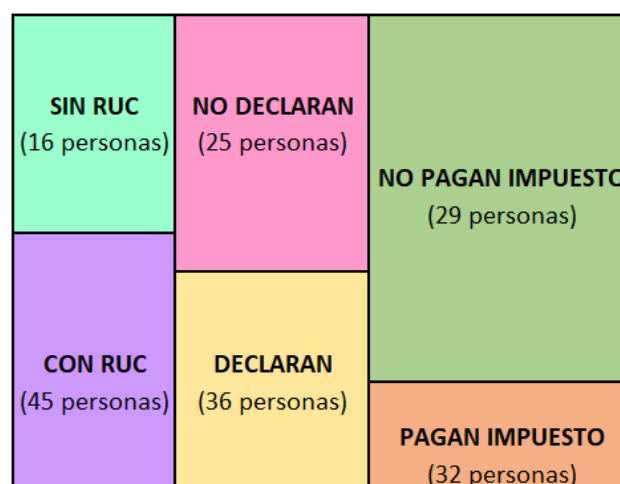 SIN RUC
(16 personas)
NO DECLARAN
(25 personas)
NO PAGAN IMPUESTO
(29 personas)
CON RUC
(45 personas)
DECLARAN
(36 personas)
PAGAN IMPUESTO
(32 personas)